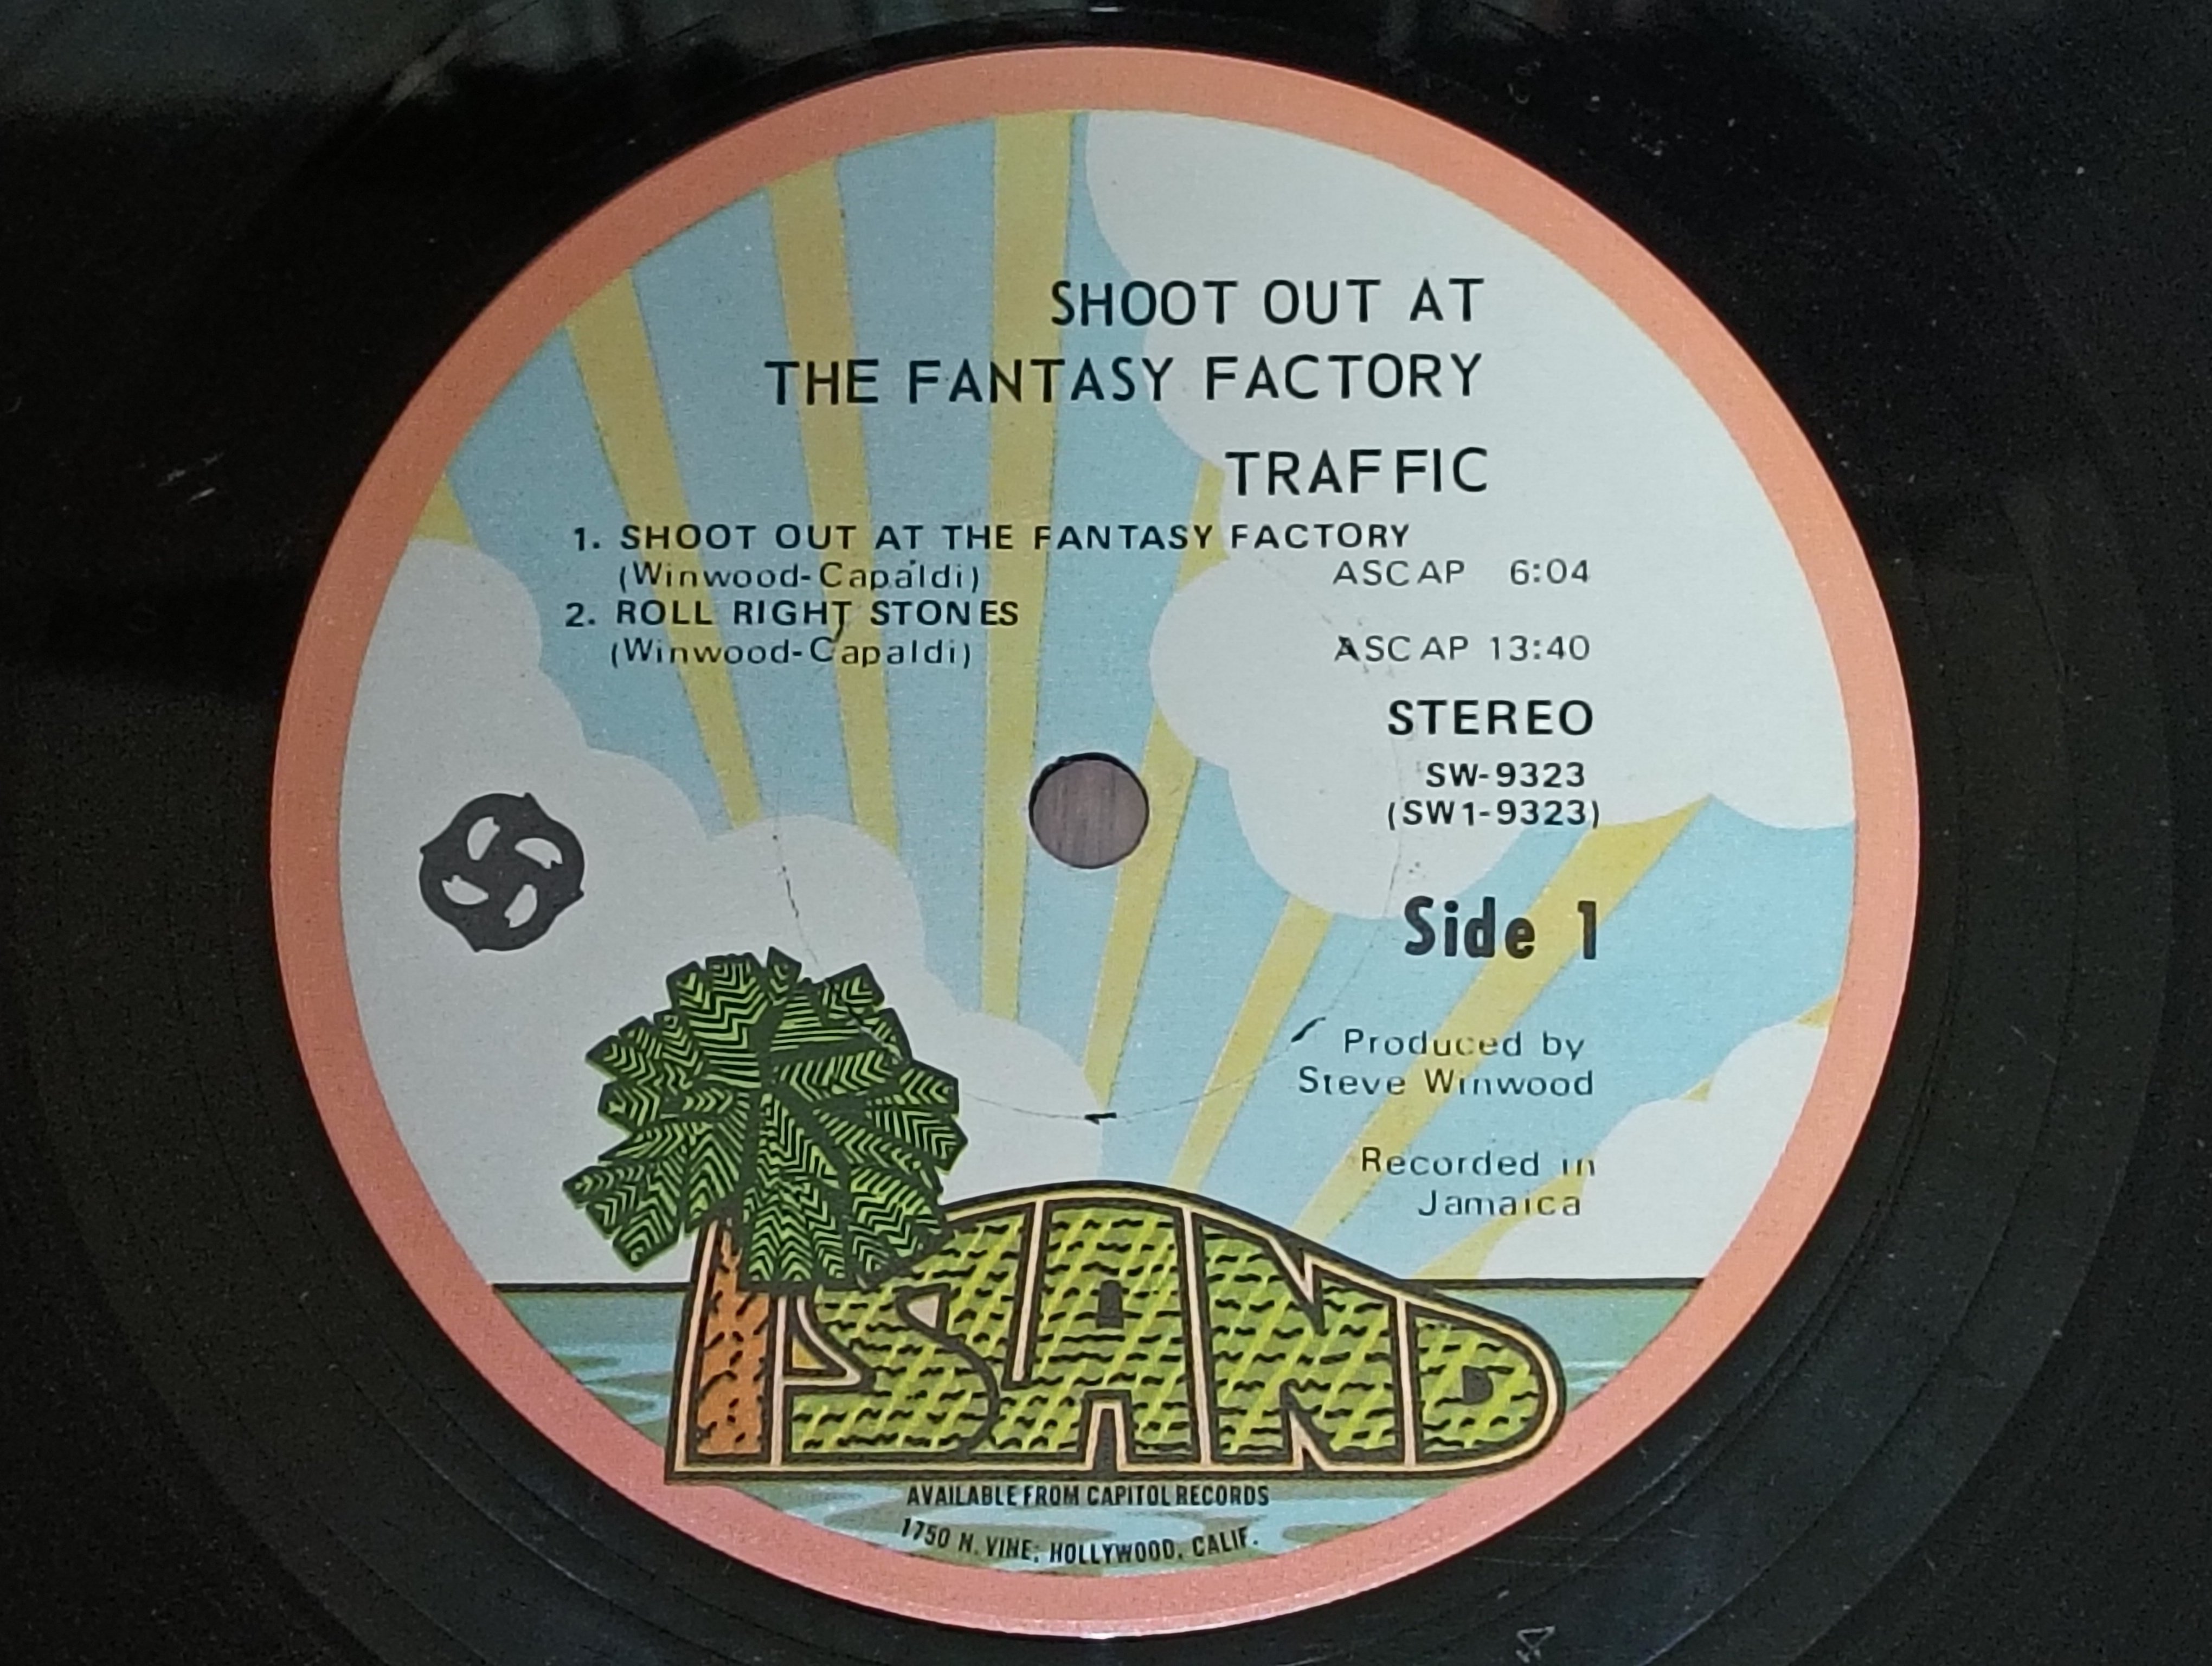 SHOOT OUT AT
THE FANTASY FACTORY
TRAFFIC
1. SHOOT OUT AT THE FANTASY FACTORY
(Winwood-Capaldi) ASCAP 6:04
2. ROLL RIGHT STONES
(Winwood-Capaldi) ASCAP 13:40
STEREO
SW-9323
(SW1-9323)
Side 1
Produced by
Steve Winwood
Recorded in
Jamaica
ISLAND
AVAILABLE FROM CAPITOL RECORDS
1750 N. VINE; HOLLYWOOD, CALIF.